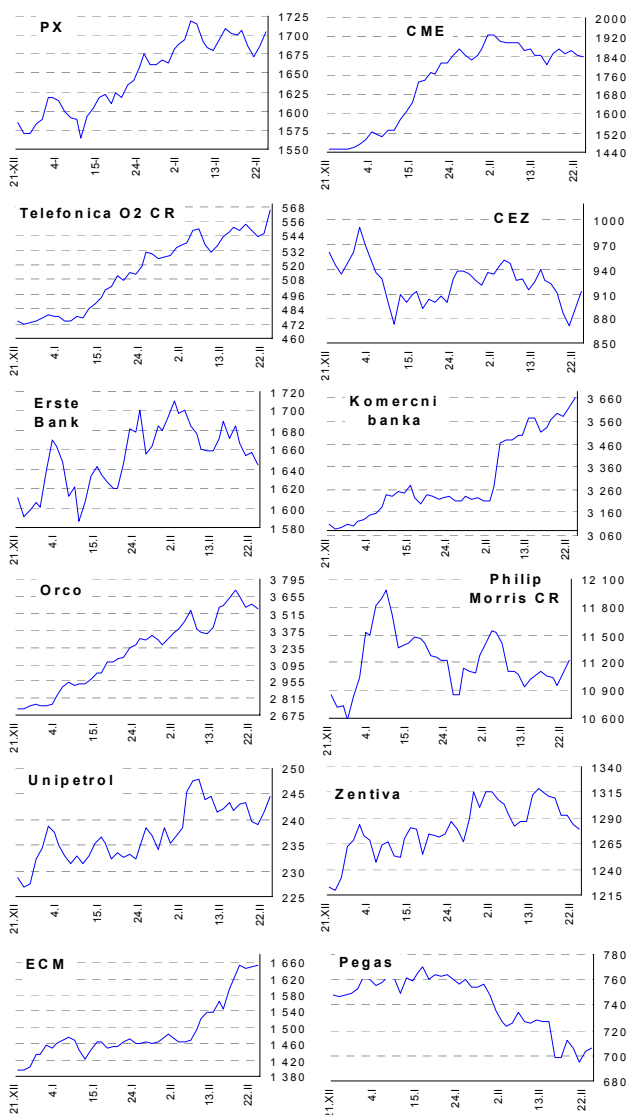 PX
1725
1700
1675
1650
1625
1600
1575
1550
21-XII
4-I
15-I
24-I
2-II
13-II
22-II
CME
2000
1920
1840
1760
1680
1600
1520
1440
21.XII
4.I
15.I
24.I
2.II
13.II
22.II
Telefonica O2 CR
568
556
544
532
520
508
496
484
472
460
21.XII
4.I
15.I
24.I
2.II
13.II
22.II
CEZ
1000
970
940
910
880
850
21.XII
4.I
15.I
24.I
2.II
13.II
22.II
Erste
Bank
1 720
1 700
1 680
1 660
1 640
1 620
1 600
1 580
21.XII
4.I
15.I
24.I
2.II
13.II
22.II
Komercni
banka
3 660
3 560
3 460
3 360
3 260
3 160
3 060
21.XII
4.I
15.I
24.I
2.II
13.II
22.II
Orco
3 795
3 655
3 515
3 375
3 235
3 095
2 955
2 815
2 675
21.XII
4.I
15.I
24.I
2.II
13.II
22.II
Philip
Morris CR
12 100
11 800
11 500
11 200
10 900
10 600
21.XII
4.I
15.I
24.I
2.II
13.II
22.II
Unipetrol
250
245
240
235
230
225
21.XII
4.I
15.I
24.I
2.II
13.II
22.II
Zentiva
1340
1315
1290
1265
1240
1215
21.XII
4.I
15.I
24.I
2.II
13.II
22.II
ECM
1 660
1 620
1 580
1 540
1 500
1 460
1 420
1 380
21.XII
4.I
15.I
24.I
2.II
13.II
22.II
Pegas
780
760
740
720
700
680
21.XII
4.I
15.I
24.I
2.II
13.II
22.II